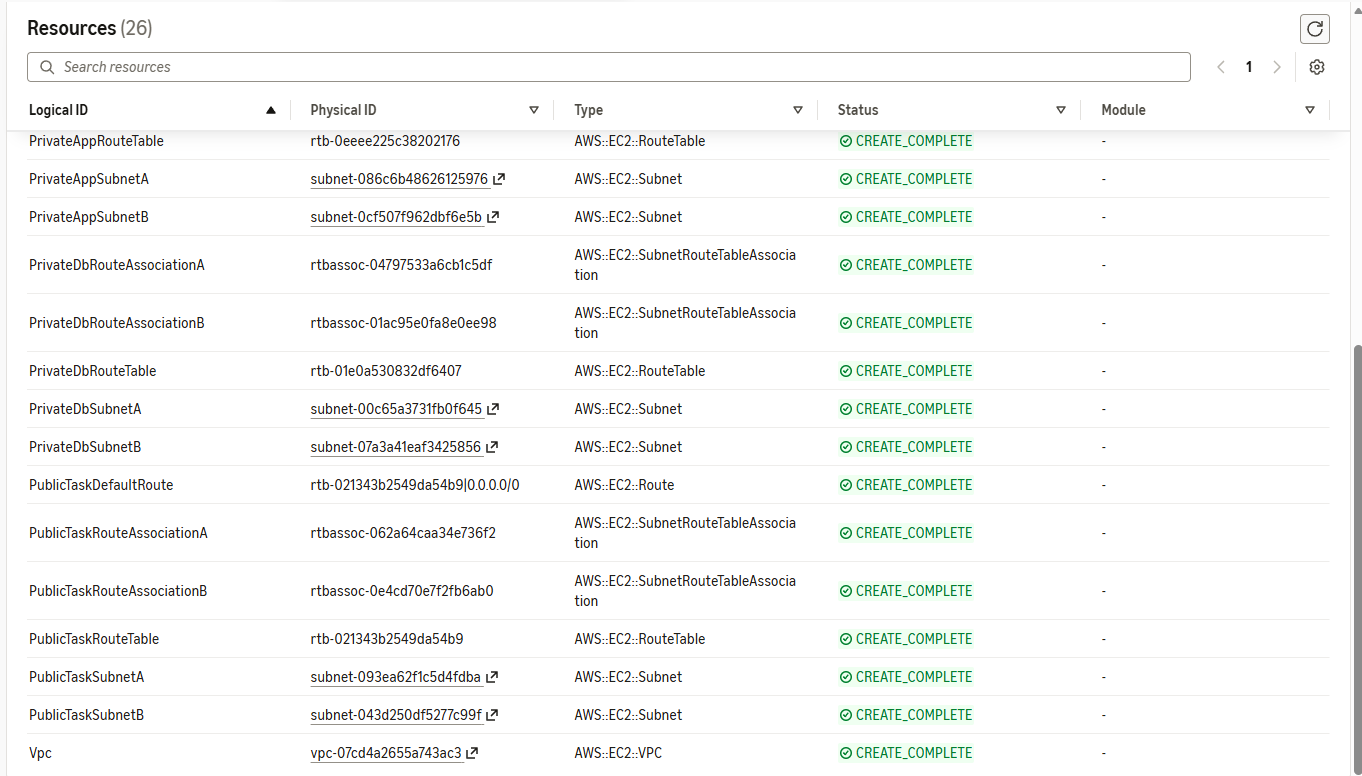 Resources (26)
Search resources
1
Logical ID Physical ID Type Status Module
PrivateAppRouteTable rtb-0eeee225c38202176 AWS::EC2::RouteTable CREATE_COMPLETE -
PrivateAppSubnetA subnet-086c6b48626125976 AWS::EC2::Subnet CREATE_COMPLETE -
PrivateAppSubnetB subnet-0cf507f962dbf6e5b AWS::EC2::Subnet CREATE_COMPLETE -
PrivateDbRouteAssociationA rtbassoc-04797533a6cb1c5df AWS::EC2::SubnetRouteTableAssocia
tion CREATE_COMPLETE -
PrivateDbRouteAssociationB rtbassoc-01ac95e0fa8e0ee98 AWS::EC2::SubnetRouteTableAssocia
tion CREATE_COMPLETE -
PrivateDbRouteTable rtb-01e0a530832df6407 AWS::EC2::RouteTable CREATE_COMPLETE -
PrivateDbSubnetA subnet-00c65a3731fb0f645 AWS::EC2::Subnet CREATE_COMPLETE -
PrivateDbSubnetB subnet-07a3a41eaf3425856 AWS::EC2::Subnet CREATE_COMPLETE -
PublicTaskDefaultRoute rtb-021343b2549da54b9|0.0.0.0/0 AWS::EC2::Route CREATE_COMPLETE -
PublicTaskRouteAssociationA rtbassoc-062a64caa34e736f2 AWS::EC2::SubnetRouteTableAssocia
tion CREATE_COMPLETE -
PublicTaskRouteAssociationB rtbassoc-0e4cd70e7f2fb6ab0 AWS::EC2::SubnetRouteTableAssocia
tion CREATE_COMPLETE -
PublicTaskRouteTable rtb-021343b2549da54b9 AWS::EC2::RouteTable CREATE_COMPLETE -
PublicTaskSubnetA subnet-093ea62f1c5d4fdba AWS::EC2::Subnet CREATE_COMPLETE -
PublicTaskSubnetB subnet-043d250df5277c99f AWS::EC2::Subnet CREATE_COMPLETE -
Vpc vpc-07cd4a2655a743ac3 AWS::EC2::VPC CREATE_COMPLETE -